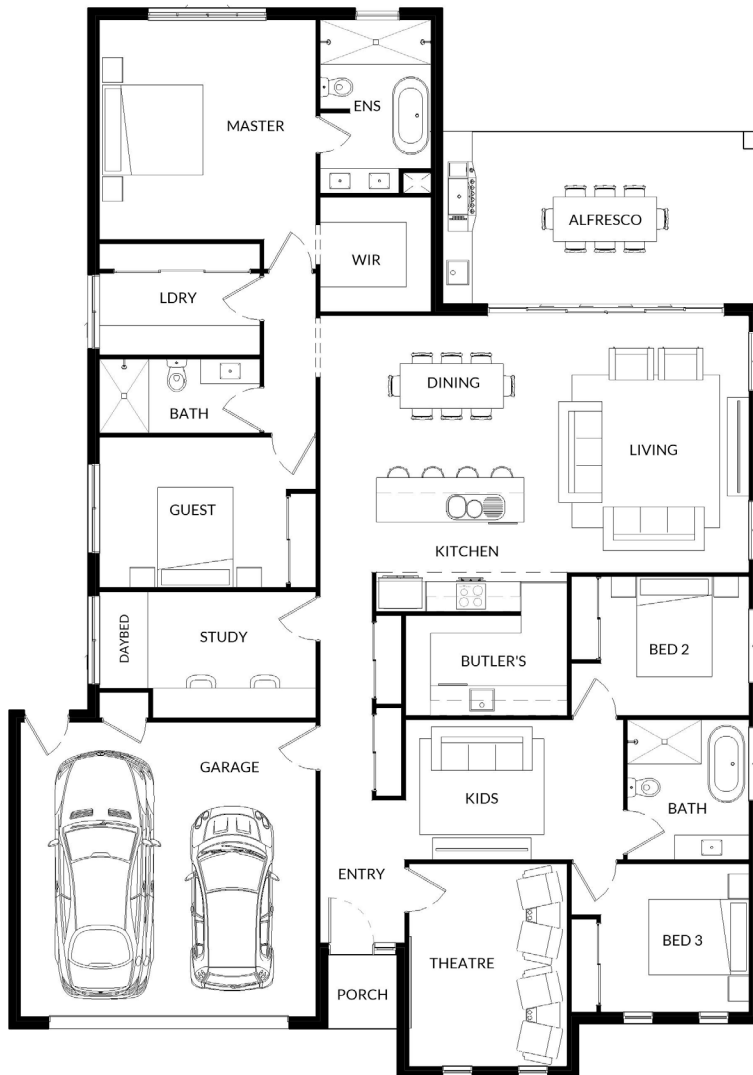 ENS
MASTER
ALFRESCO
WIR
LDRY
DINING
BATH
LIVING
GUEST
KITCHEN
DAYBED
STUDY
BUTLER'S
BED 2
GARAGE
KIDS
BATH
ENTRY
BED 3
THEATRE
PORCH